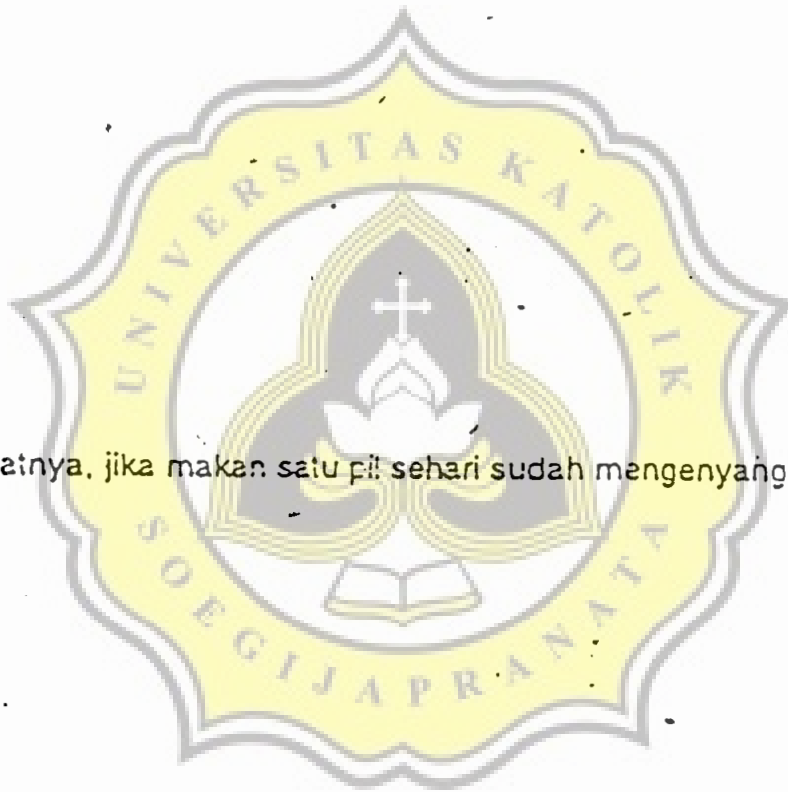 UNIVERSITAS KATOLIK
atnya, jika makan satu pil sehari sudah mengenyang
SOEGIJAPRANATA